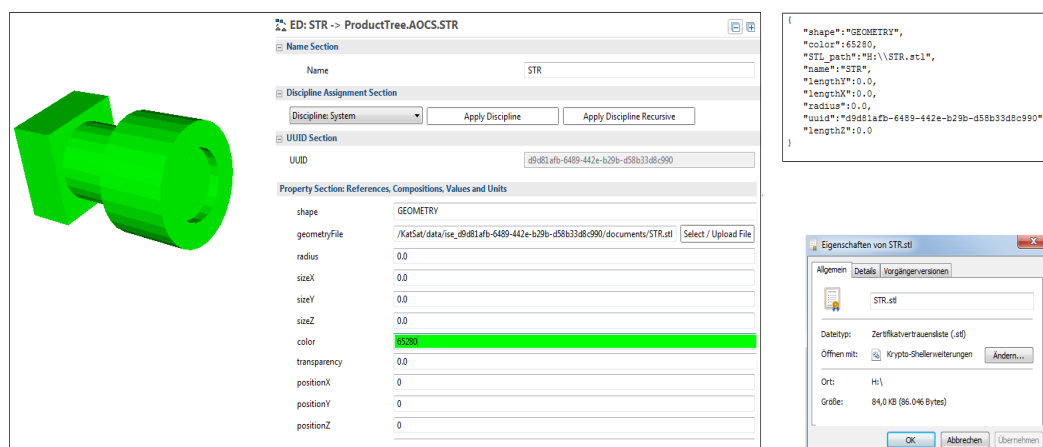 ED: STR -> ProductTree.AOCS.STR
Name Section
Name STR
Discipline Assignment Section
Discipline: System Apply Discipline Apply Discipline Recursive
UUID Section
UUID d9d81afb-6489-442e-b29b-d58b33d8c990
Property Section: References, Compositions, Values and Units
shape GEOMETRY
geometryFile /KatSat/data/ise_d9d81afb-6489-442e-b29b-d58b33d8c990/documents/STR.stl Select / Upload File
radius 0.0
sizeX 0.0
sizeY 0.0
sizeZ 0.0
color 65280
transparency 0.0
positionX 0
positionY 0
positionZ 0
{
"shape":"GEOMETRY",
"color":65280,
"STL_path":"H:\\STR.stl",
"name":"STR",
"lengthY":0.0,
"lengthX":0.0,
"radius":0.0,
"uuid":"d9d81afb-6489-442e-b29b-d58b33d8c990"
"lengthZ":0.0
}
Eigenschaften von STR.stl
Allgemein Details Vorgängerversionen
STR.stl
Dateityp: Zertifikatvertrauensliste (.stl)
Öffnen mit: Krypto-Shellerweiterungen Ändern...
Ort: H:\
Größe: 84,0 KB (86.046 Bytes)
OK Abbrechen Übernehmen